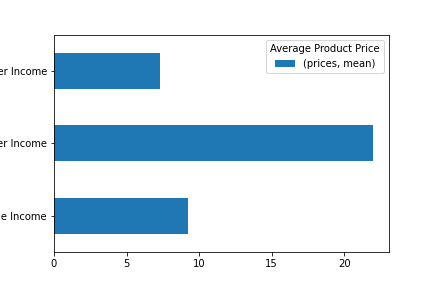 Average Product Price
(prices, mean)
er Income
er Income
e Income
0 5 10 15 20